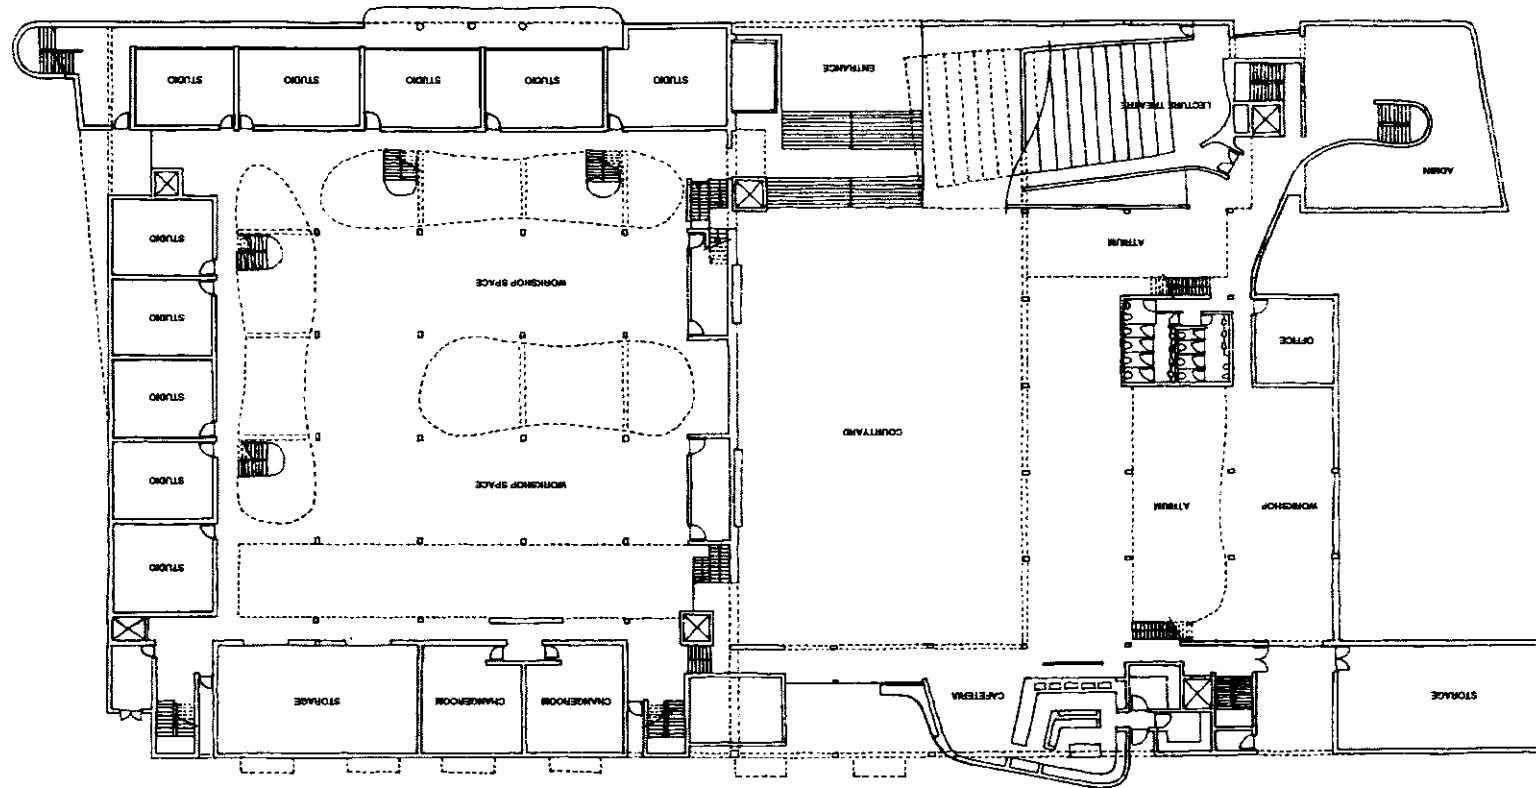 STORAGE
CAFETERIA
CHANGEROOM
CHANGEROOM
STORAGE
STUDIO
WORKSHOP
ATRIUM
WORKSHOP SPACE
STUDIO
COURTYARD
STUDIO
OFFICE
STUDIO
WORKSHOP SPACE
ATRIUM
STUDIO
ADMIN
LECTURE THEATRE
ENTRANCE
STUDIO
STUDIO
STUDIO
STUDIO
STUDIO